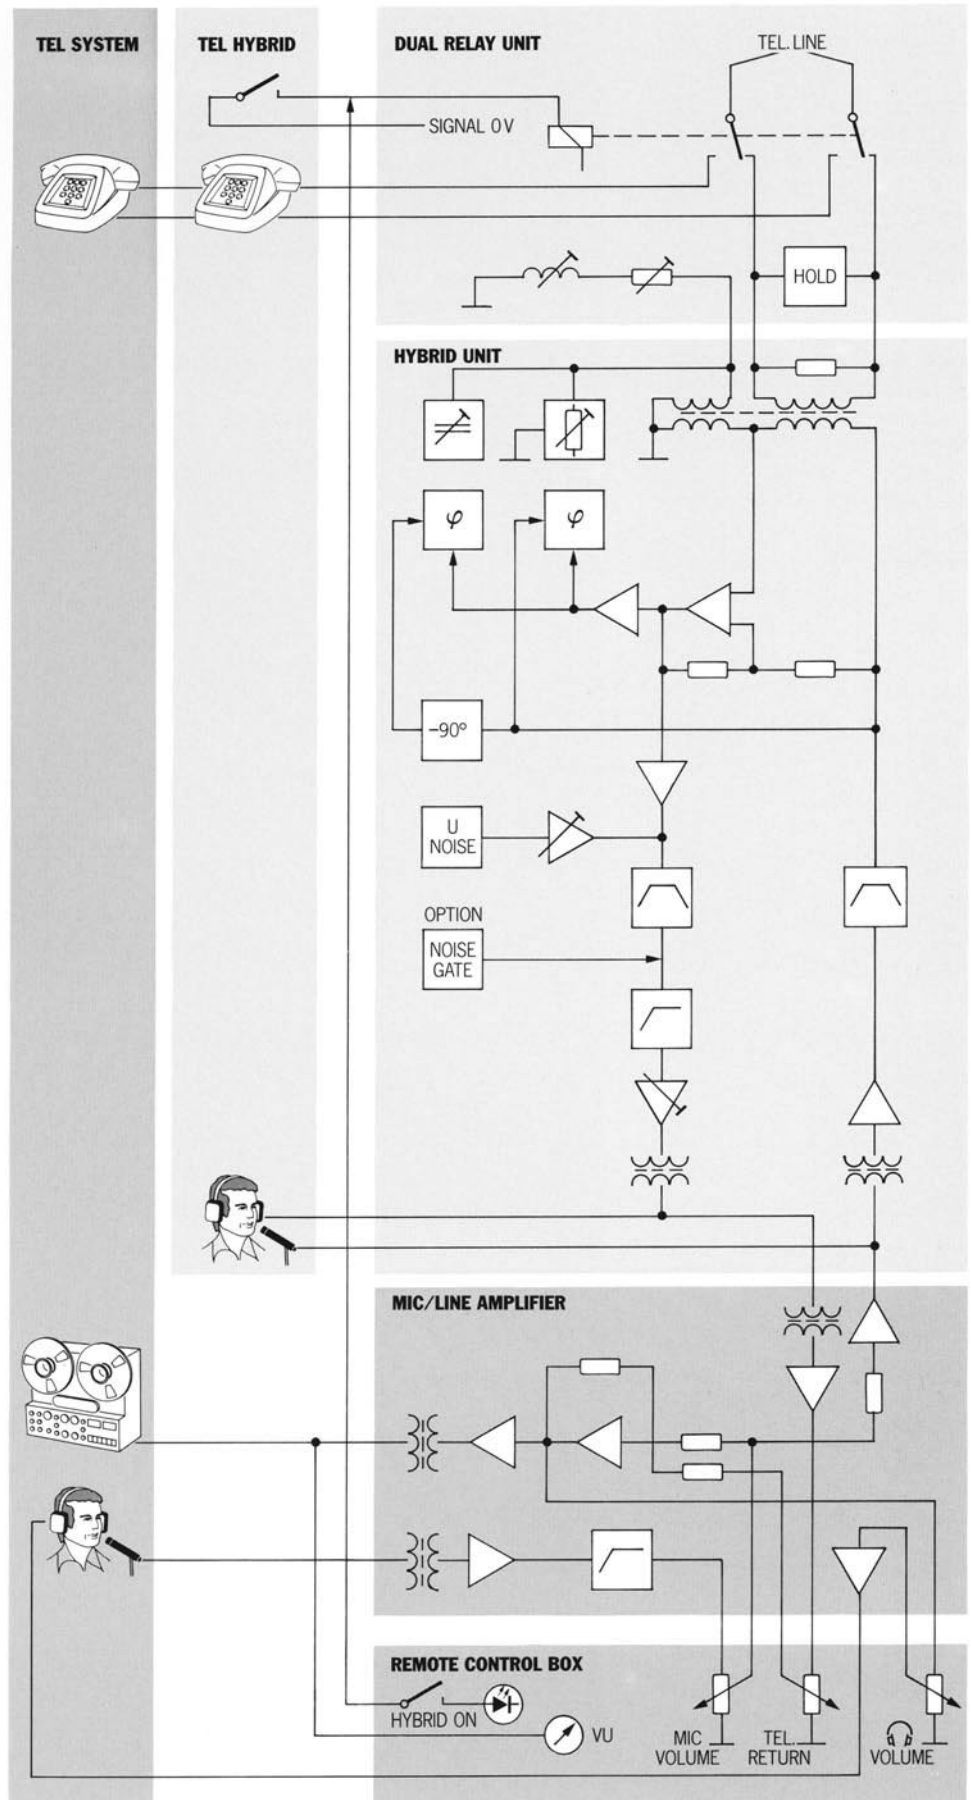 TEL SYSTEM
TEL HYBRID
DUAL RELAY UNIT
TEL. LINE
SIGNAL 0 V
HOLD
HYBRID UNIT
φ
φ
-90°
U
NOISE
OPTION
NOISE
GATE
MIC/LINE AMPLIFIER
REMOTE CONTROL BOX
HYBRID ON
VU
MIC
VOLUME
TEL.
RETURN
VOLUME